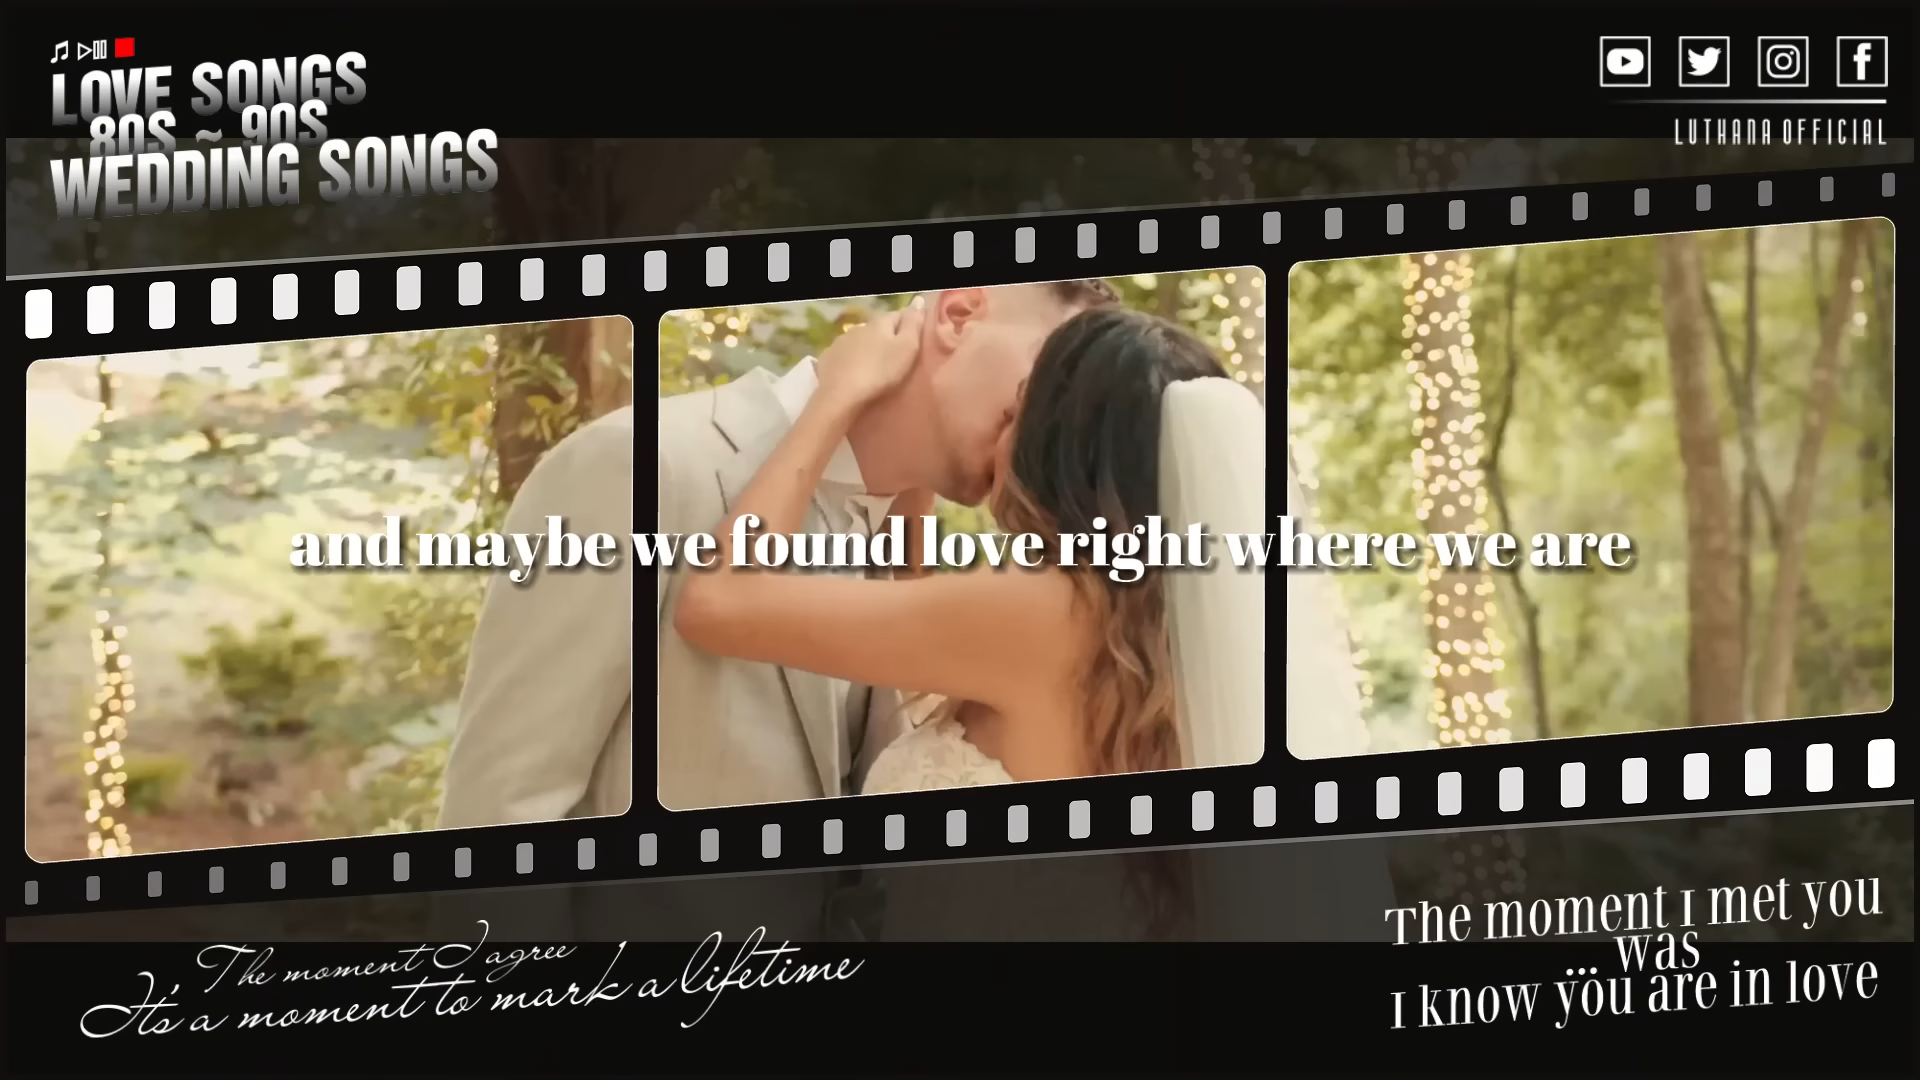 LOVE SONGS
80S ~ 90S
WEDDING SONGS
LUTHANA OFFICIAL
and maybe we found love right where we are
The moment I agree
It's a moment to mark a lifetime
The moment I met you
was
I know you are in love